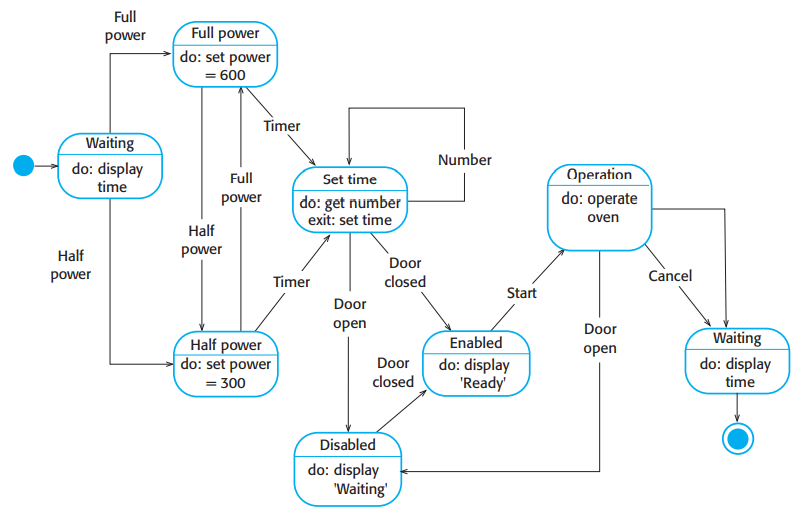 Full
power
Full power
do: set power
= 600
Timer
Waiting
do: display
time
Number
Full
power
Set time
do: get number
exit: set time
Operation
do: operate
oven
Half
power
Half
power
Door
closed
Timer
Cancel
Start
Door
open
Door
open
Half power
do: set power
= 300
Enabled
do: display
'Ready'
Waiting
do: display
time
Door
closed
Disabled
do: display
'Waiting'